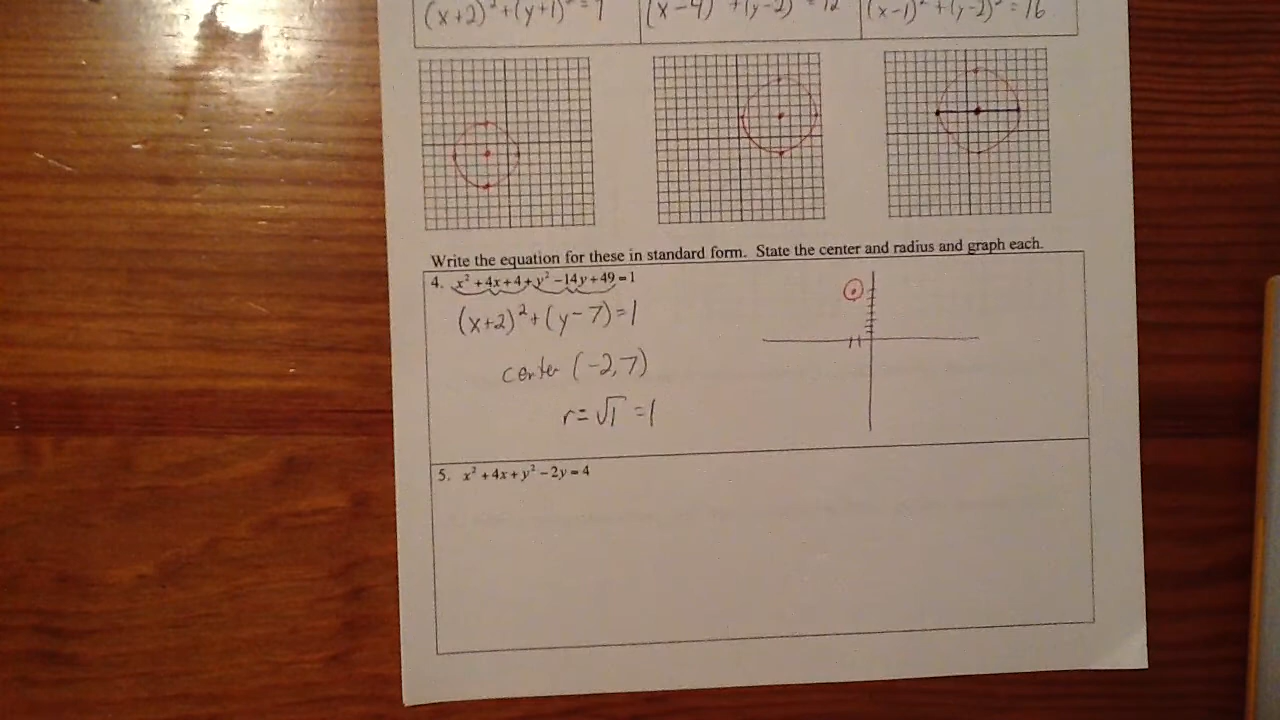 (x+2)²+(y+1)²=9 (x-4)²+(y-2)²=12 (x-1)²+(y-2)²=16
Write the equation for these in standard form. State the center and radius and graph each.
4. x²+4x+4+y²-14y+49=1
(x+2)²+(y-7)=1
center (-2,7)
r=√1=1
5. x²+4x+y²-2y=4